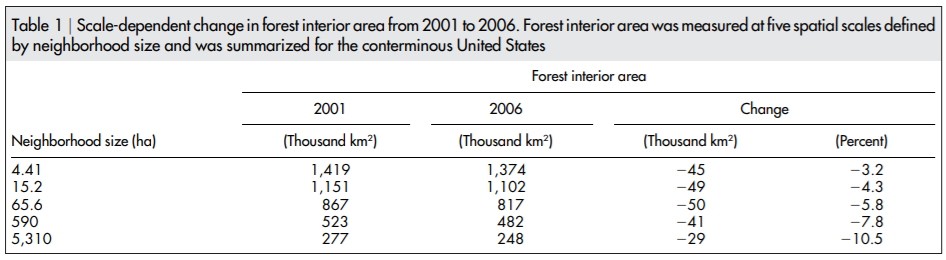 Table 1 | Scale-dependent change in forest interior area from 2001 to 2006. Forest interior area was measured at five spatial scales defined
by neighborhood size and was summarized for the conterminous United States
Forest interior area
2001 2006 Change
Neighborhood size (ha) (Thousand km²) (Thousand km²) (Thousand km²) (Percent)
4.41 1,419 1,374 −45 −3.2
15.2 1,151 1,102 −49 −4.3
65.6 867 817 −50 −5.8
590 523 482 −41 −7.8
5,310 277 248 −29 −10.5